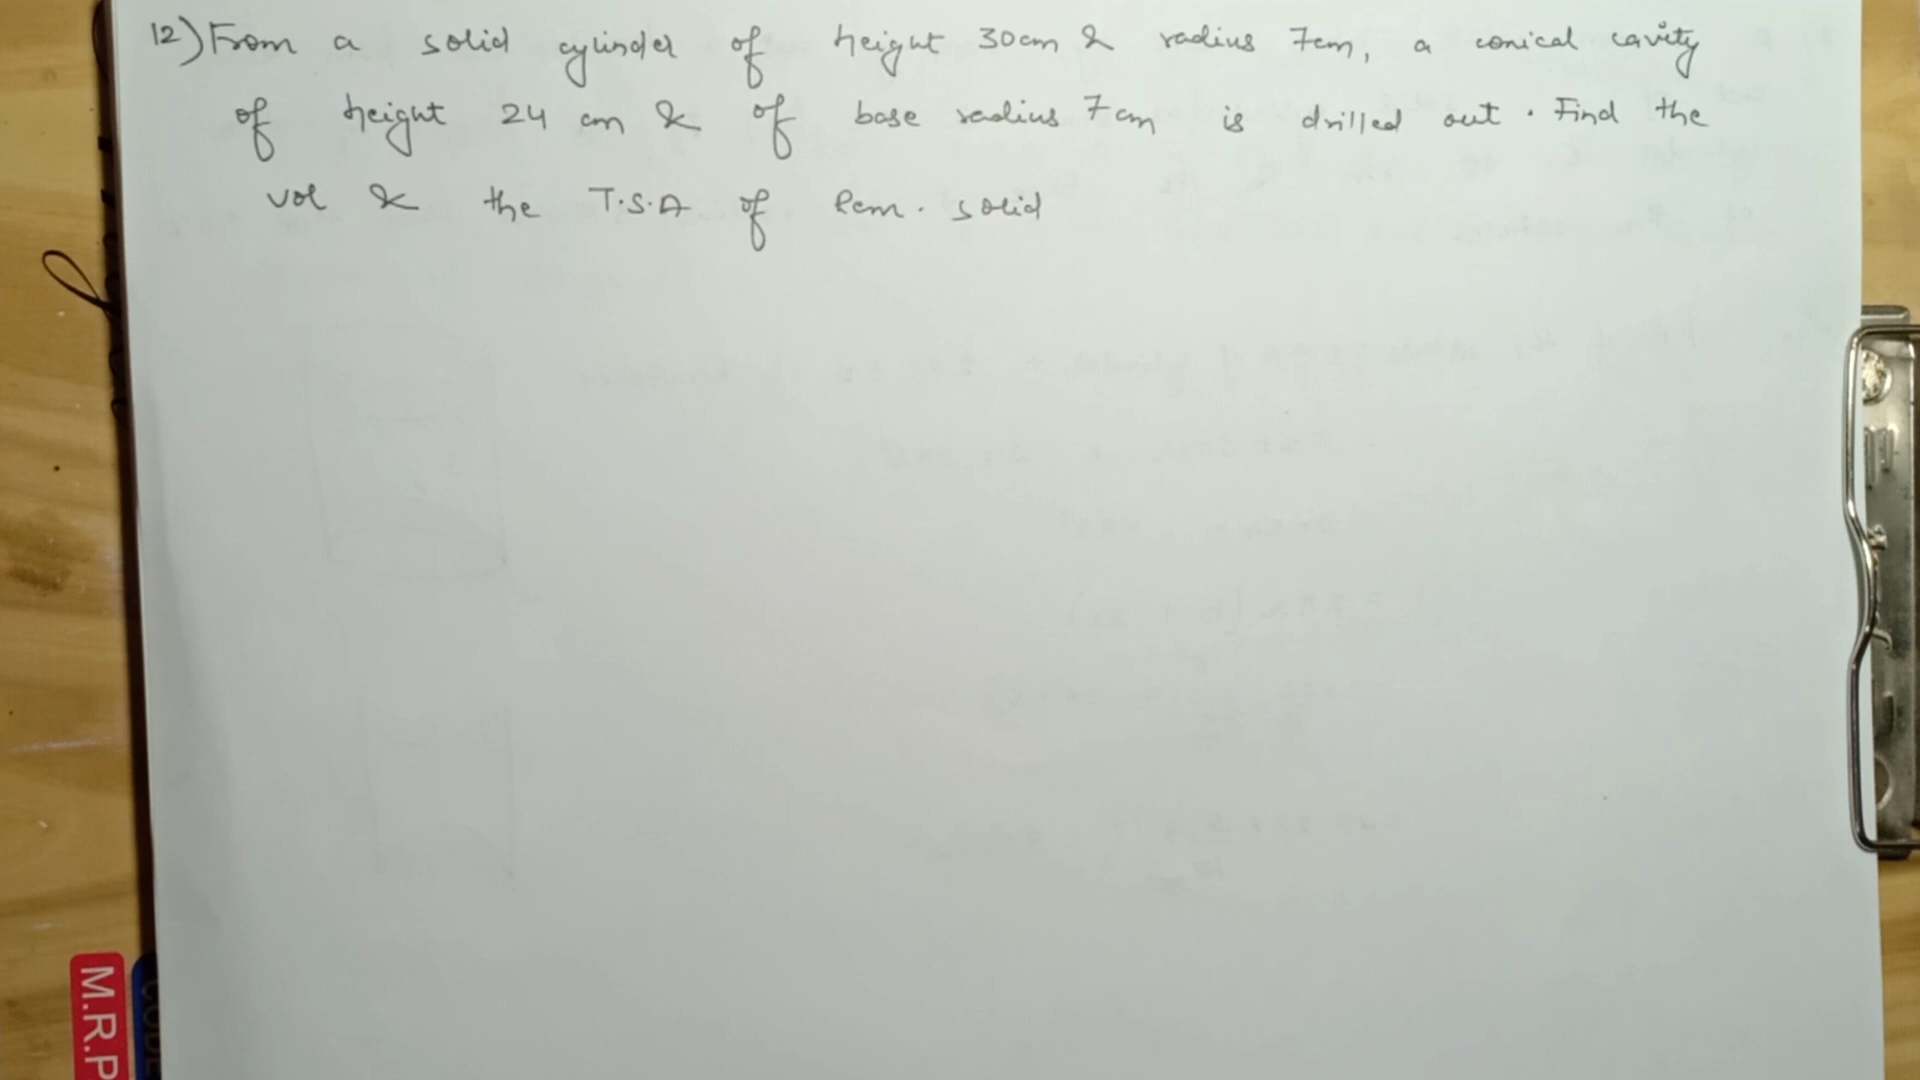 12) From a solid cylinder of height 30cm & radius 7cm, a conical cavity
of height 24 cm & of base radius 7cm is drilled out. Find the
vol & the T.S.A of Rem. solid
M.R.P